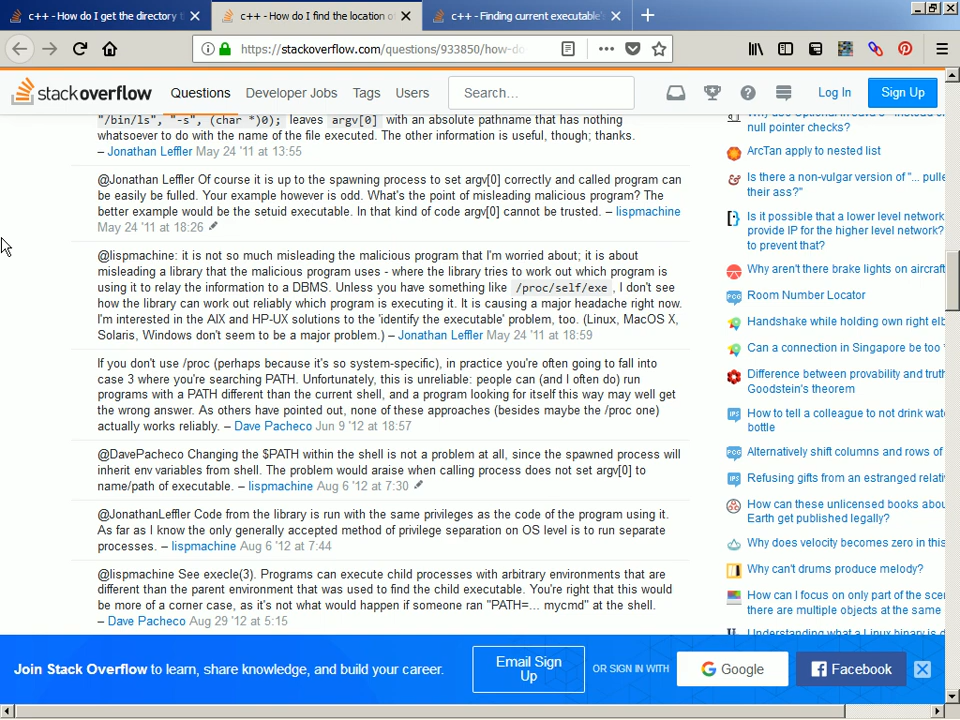 c++ - How do I get the directory t
c++ - How do I find the location o
c++ - Finding current executable's
https://stackoverflow.com/questions/933850/how-do-
stackoverflow
Questions
Developer Jobs
Tags
Users
Search...
Log In
Sign Up
"/bin/ls", "-s", (char *)0); leaves argv[0] with an absolute pathname that has nothing
whatsoever to do with the name of the file executed. The other information is useful, though; thanks.
– Jonathan Leffler May 24 '11 at 13:55
@Jonathan Leffler Of course it is up to the spawning process to set argv[0] correctly and called program can
be easily be fulled. Your example however is odd. What's the point of misleading malicious program? The
better example would be the setuid executable. In that kind of code argv[0] cannot be trusted. – lispmachine
May 24 '11 at 18:26
@lispmachine: it is not so much misleading the malicious program that I'm worried about; it is about
misleading a library that the malicious program uses - where the library tries to work out which program is
using it to relay the information to a DBMS. Unless you have something like /proc/self/exe , I don't see
how the library can work out reliably which program is executing it. It is causing a major headache right now.
I'm interested in the AIX and HP-UX solutions to the 'identify the executable' problem, too. (Linux, MacOS X,
Solaris, Windows don't seem to be a major problem.) – Jonathan Leffler May 24 '11 at 18:59
If you don't use /proc (perhaps because it's so system-specific), in practice you're often going to fall into
case 3 where you're searching PATH. Unfortunately, this is unreliable: people can (and I often do) run
programs with a PATH different than the current shell, and a program looking for itself this way may well get
the wrong answer. As others have pointed out, none of these approaches (besides maybe the /proc one)
actually works reliably. – Dave Pacheco Jun 9 '12 at 18:57
@DavePacheco Changing the $PATH within the shell is not a problem at all, since the spawned process will
inherit env variables from shell. The problem would araise when calling process does not set argv[0] to
name/path of executable. – lispmachine Aug 6 '12 at 7:30
@JonathanLeffler Code from the library is run with the same privileges as the code of the program using it.
As far as I know the only generally accepted method of privilege separation on OS level is to run separate
processes. – lispmachine Aug 6 '12 at 7:44
@lispmachine See execle(3). Programs can execute child processes with arbitrary environments that are
different than the parent environment that was used to find the child executable. You're right that this would
be more of a corner case, as it's not what would happen if someone ran "PATH=... mycmd" at the shell.
– Dave Pacheco Aug 29 '12 at 5:15
null pointer checks?
ArcTan apply to nested list
Is there a non-vulgar version of "... pulle
their ass?"
Is it possible that a lower level network
provide IP for the higher level network?
to prevent that?
Why aren't there brake lights on aircraft
Room Number Locator
Handshake while holding own right elb
Can a connection in Singapore be too
Difference between provability and truth
Goodstein's theorem
How to tell a colleague to not drink wate
bottle
Alternatively shift columns and rows of
Refusing gifts from an estranged relati
How can these unlicensed books abou
Earth get published legally?
Why does velocity becomes zero in this
Why can't drums produce melody?
How can I focus on only part of the scen
there are multiple objects at the same
Understanding what a Linux binary is d
Join Stack Overflow to learn, share knowledge, and build your career.
Email Sign
Up
OR SIGN IN WITH
Google
Facebook